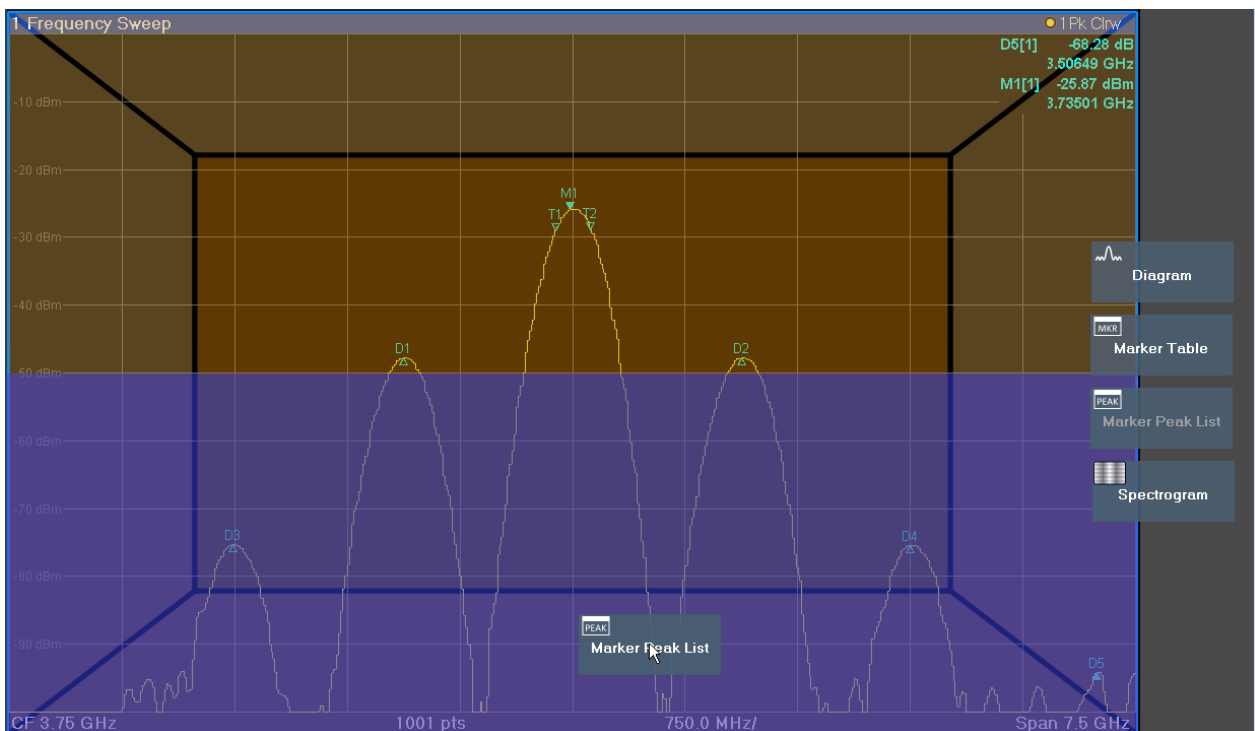 1 Frequency Sweep
1Pk Clrw
D5[1] -68.28 dB
3.50649 GHz
M1[1] -25.87 dBm
3.73501 GHz
-10 dBm
-20 dBm
M1
T1 T2
-30 dBm
Diagram
-40 dBm
MKR
Marker Table
D1 D2
-50 dBm
PEAK
Marker Peak List
-60 dBm
Spectrogram
-70 dBm
D3 D4
-80 dBm
PEAK
Marker Peak List
-90 dBm
D5
CF 3.75 GHz 1001 pts 750.0 MHz/ Span 7.5 GHz